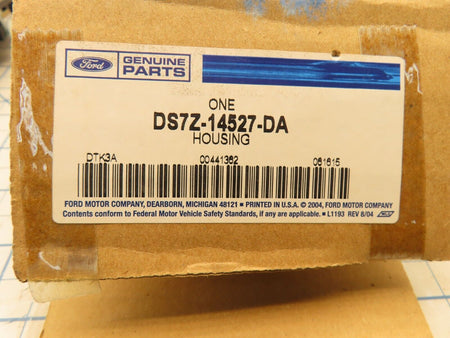 Ford
GENUINE
PARTS
ONE
DS7Z-14527-DA
HOUSING
DTK3A 00441362 061615
FORD MOTOR COMPANY, DEARBORN, MICHIGAN 48121 ■ PRINTED IN U.S.A. © 2004, FORD MOTOR COMPANY
Contents conform to Federal Motor Vehicle Safety Standards, if any are applicable. ■ L1193 REV 8/04